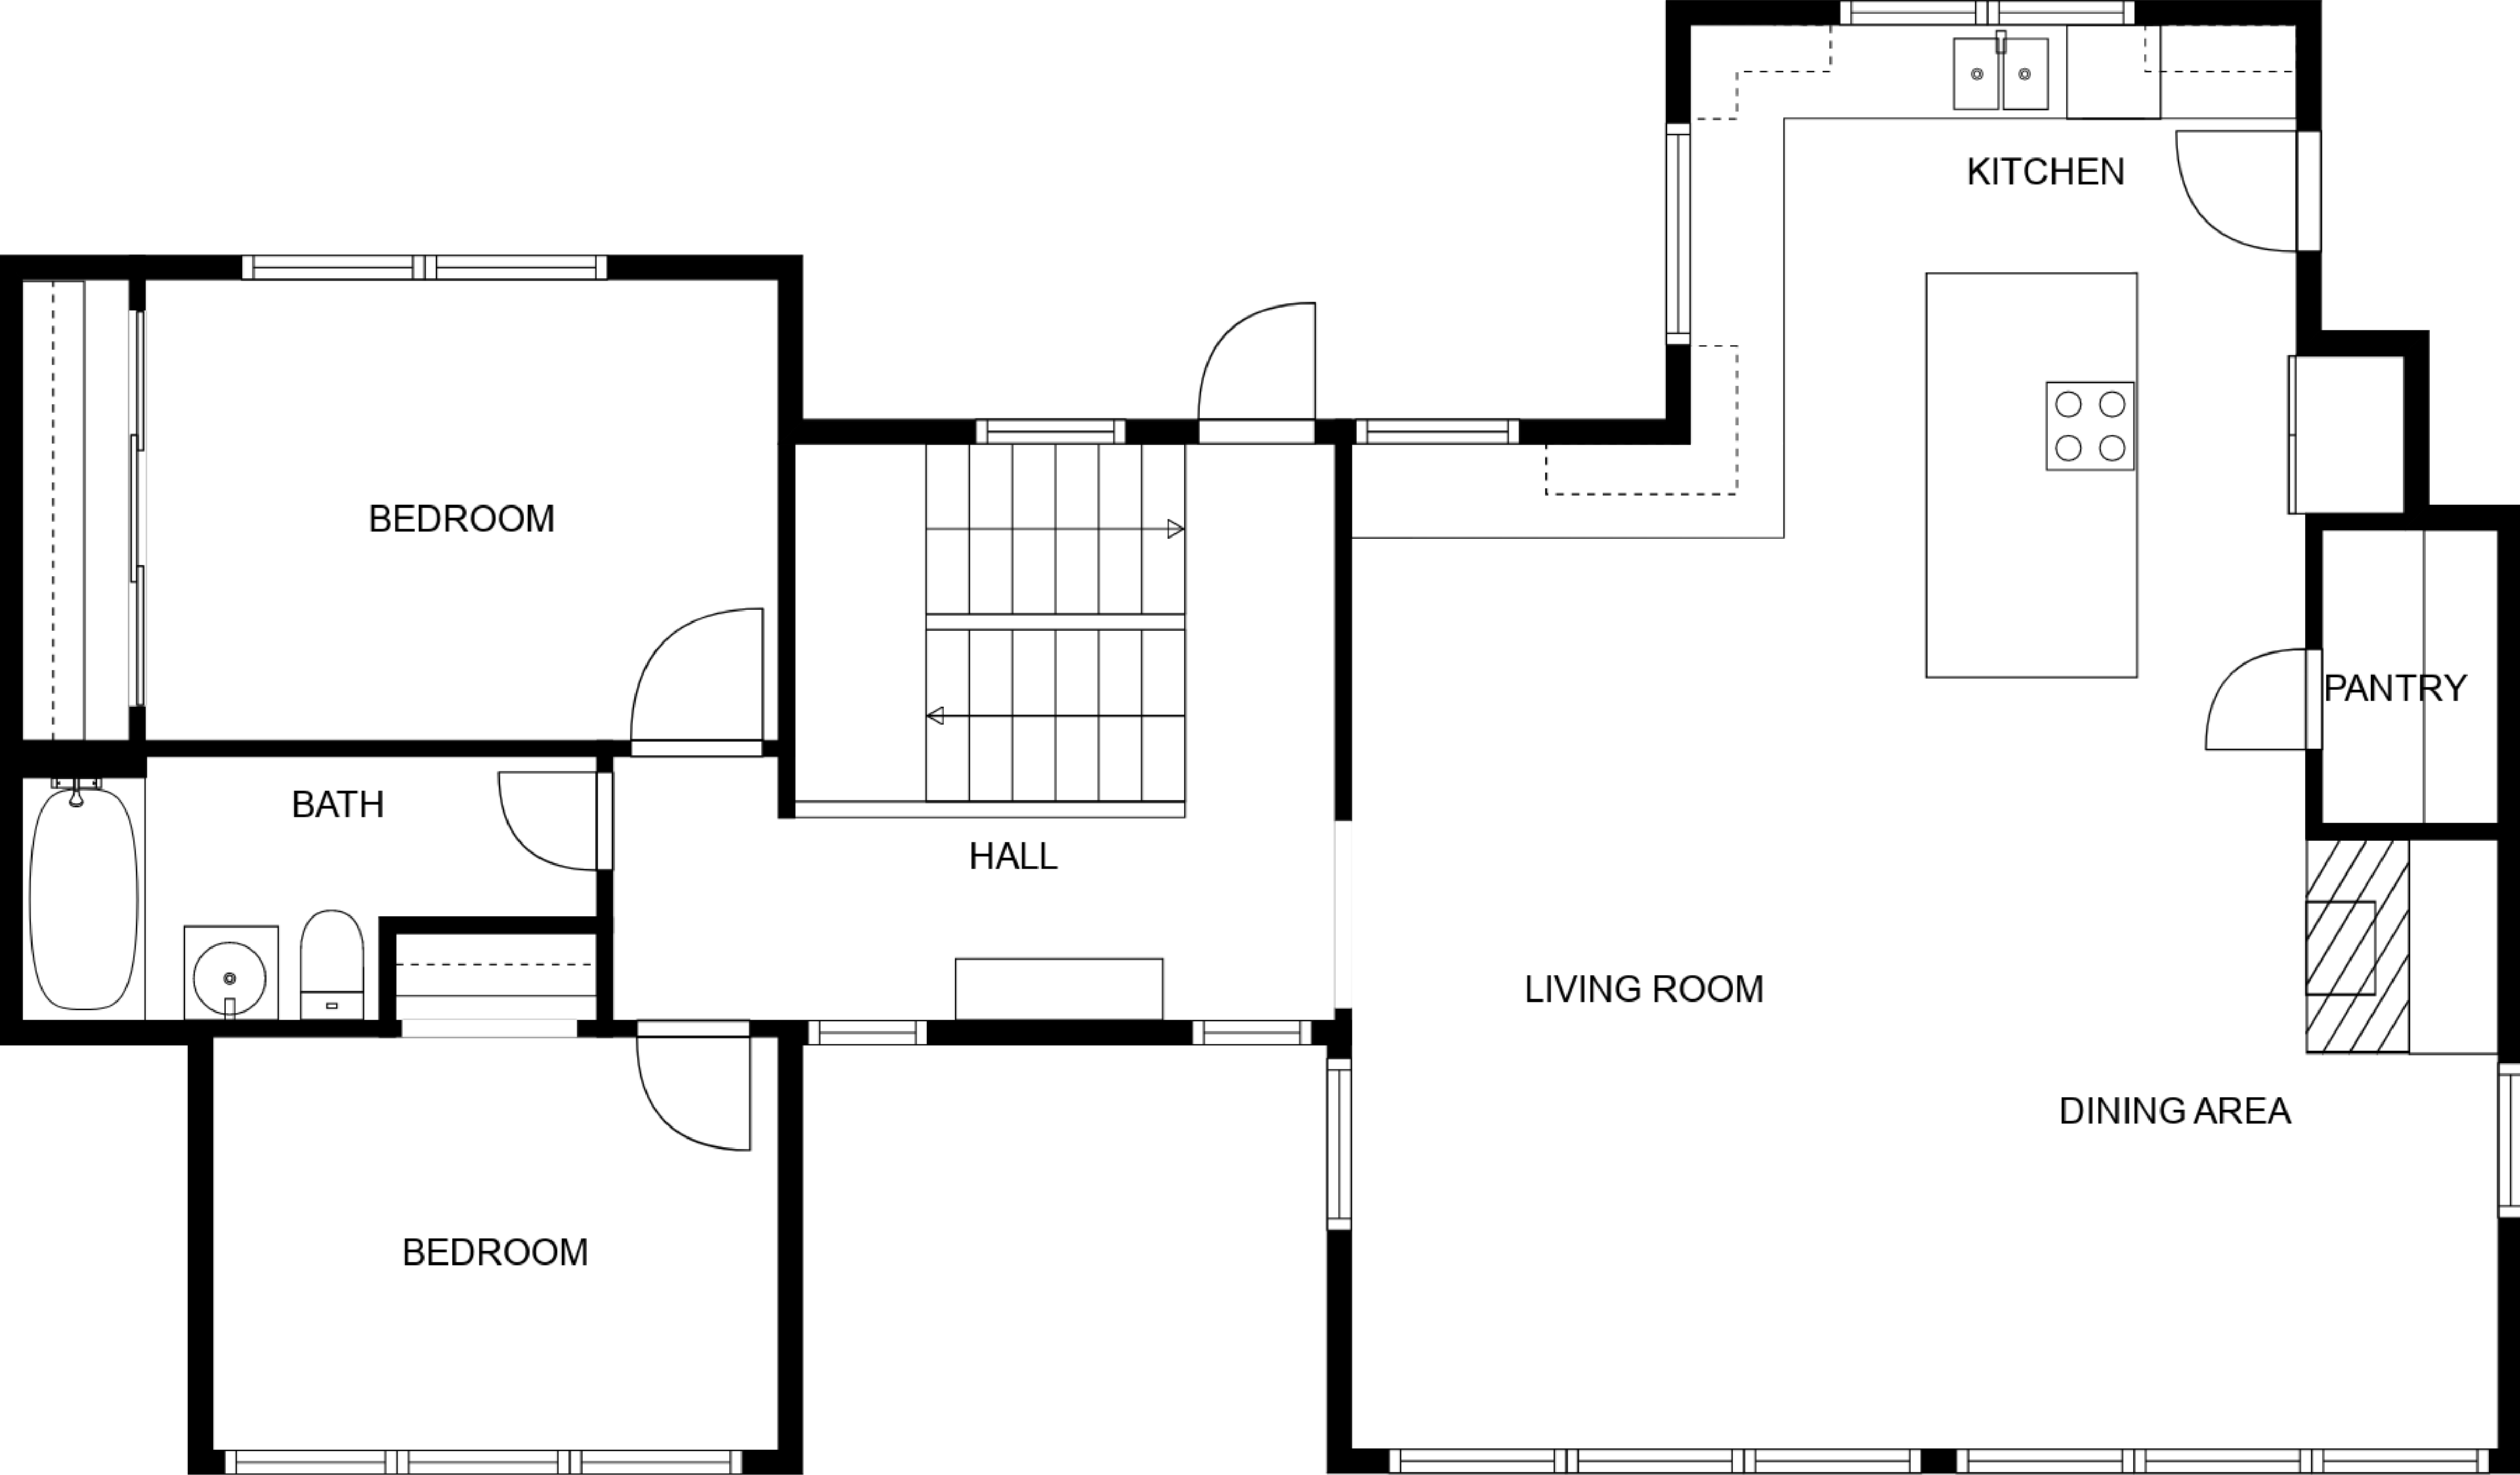 KITCHEN
BEDROOM
PANTRY
BATH
HALL
LIVING ROOM
DINING AREA
BEDROOM